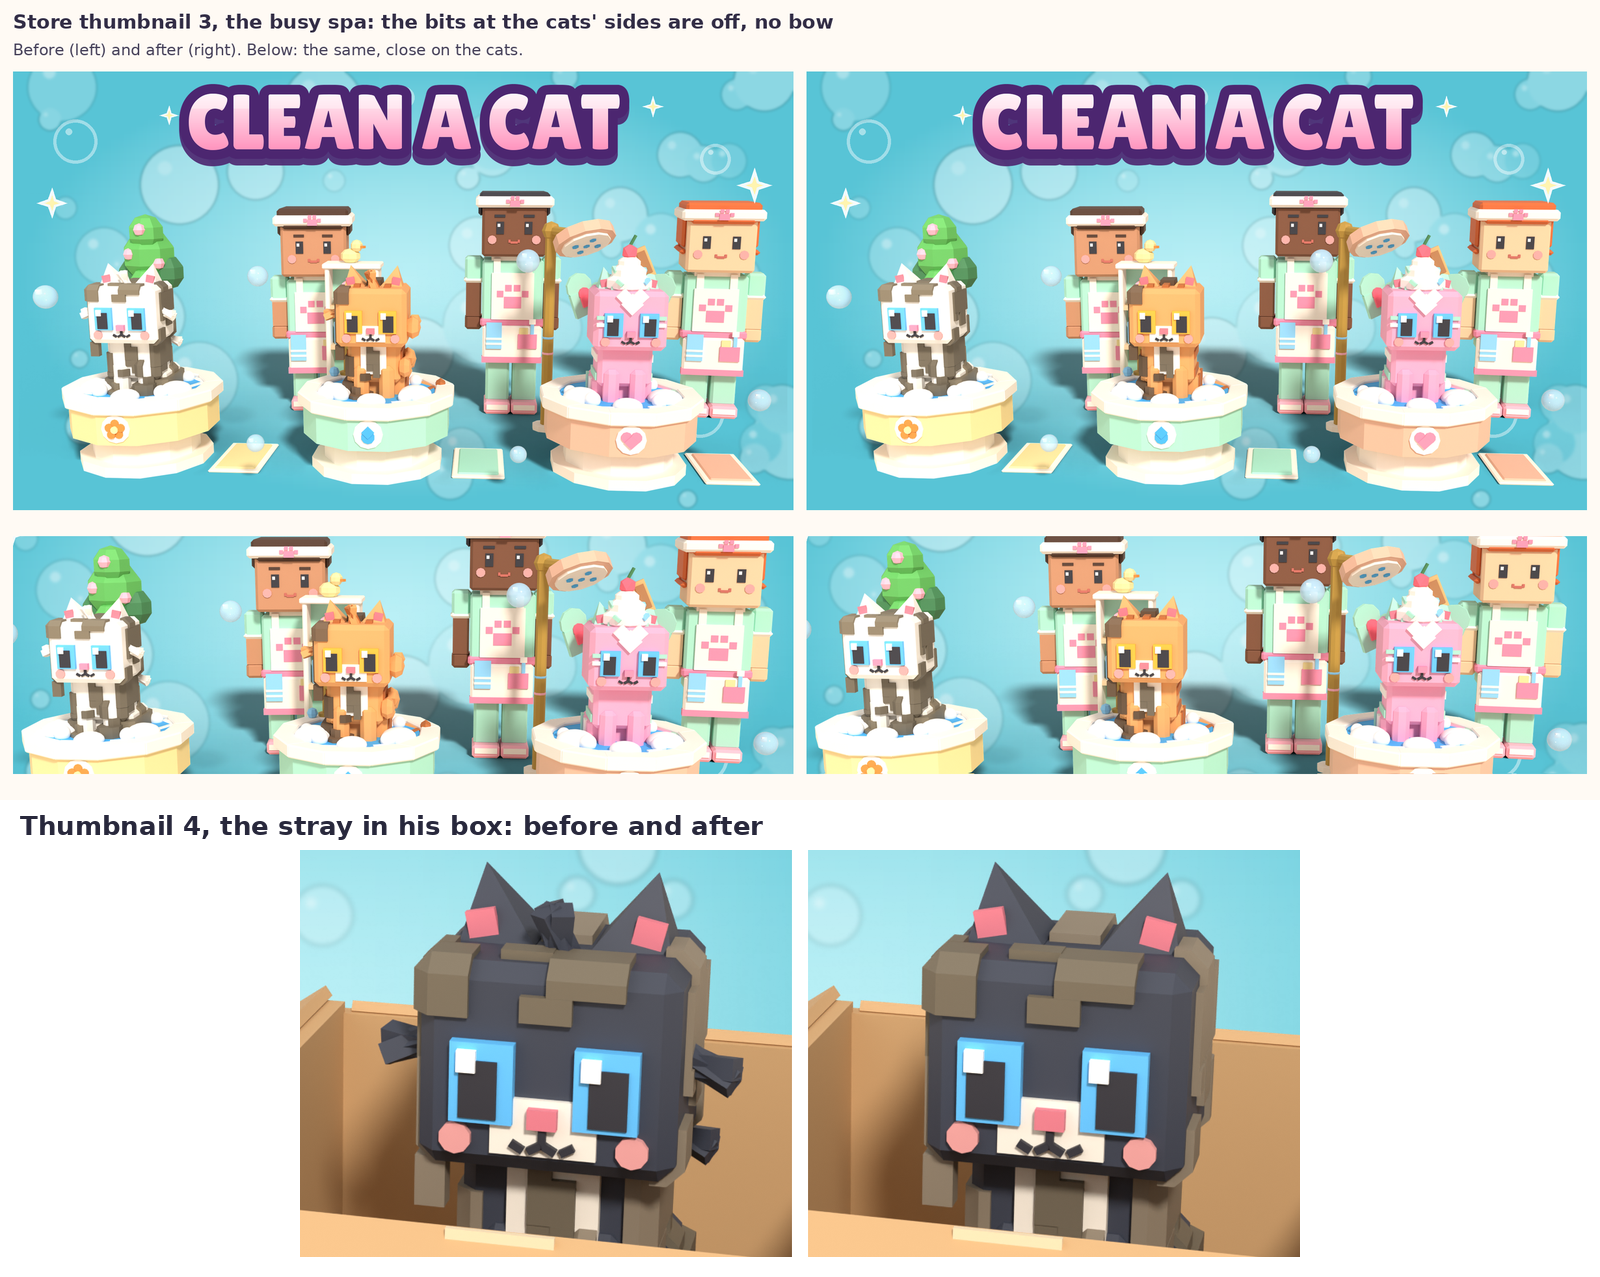 Store thumbnail 3, the busy spa: the bits at the cats' sides are off, no bow
Before (left) and after (right). Below: the same, close on the cats.
CLEAN A CAT
CLEAN A CAT
Thumbnail 4, the stray in his box: before and after